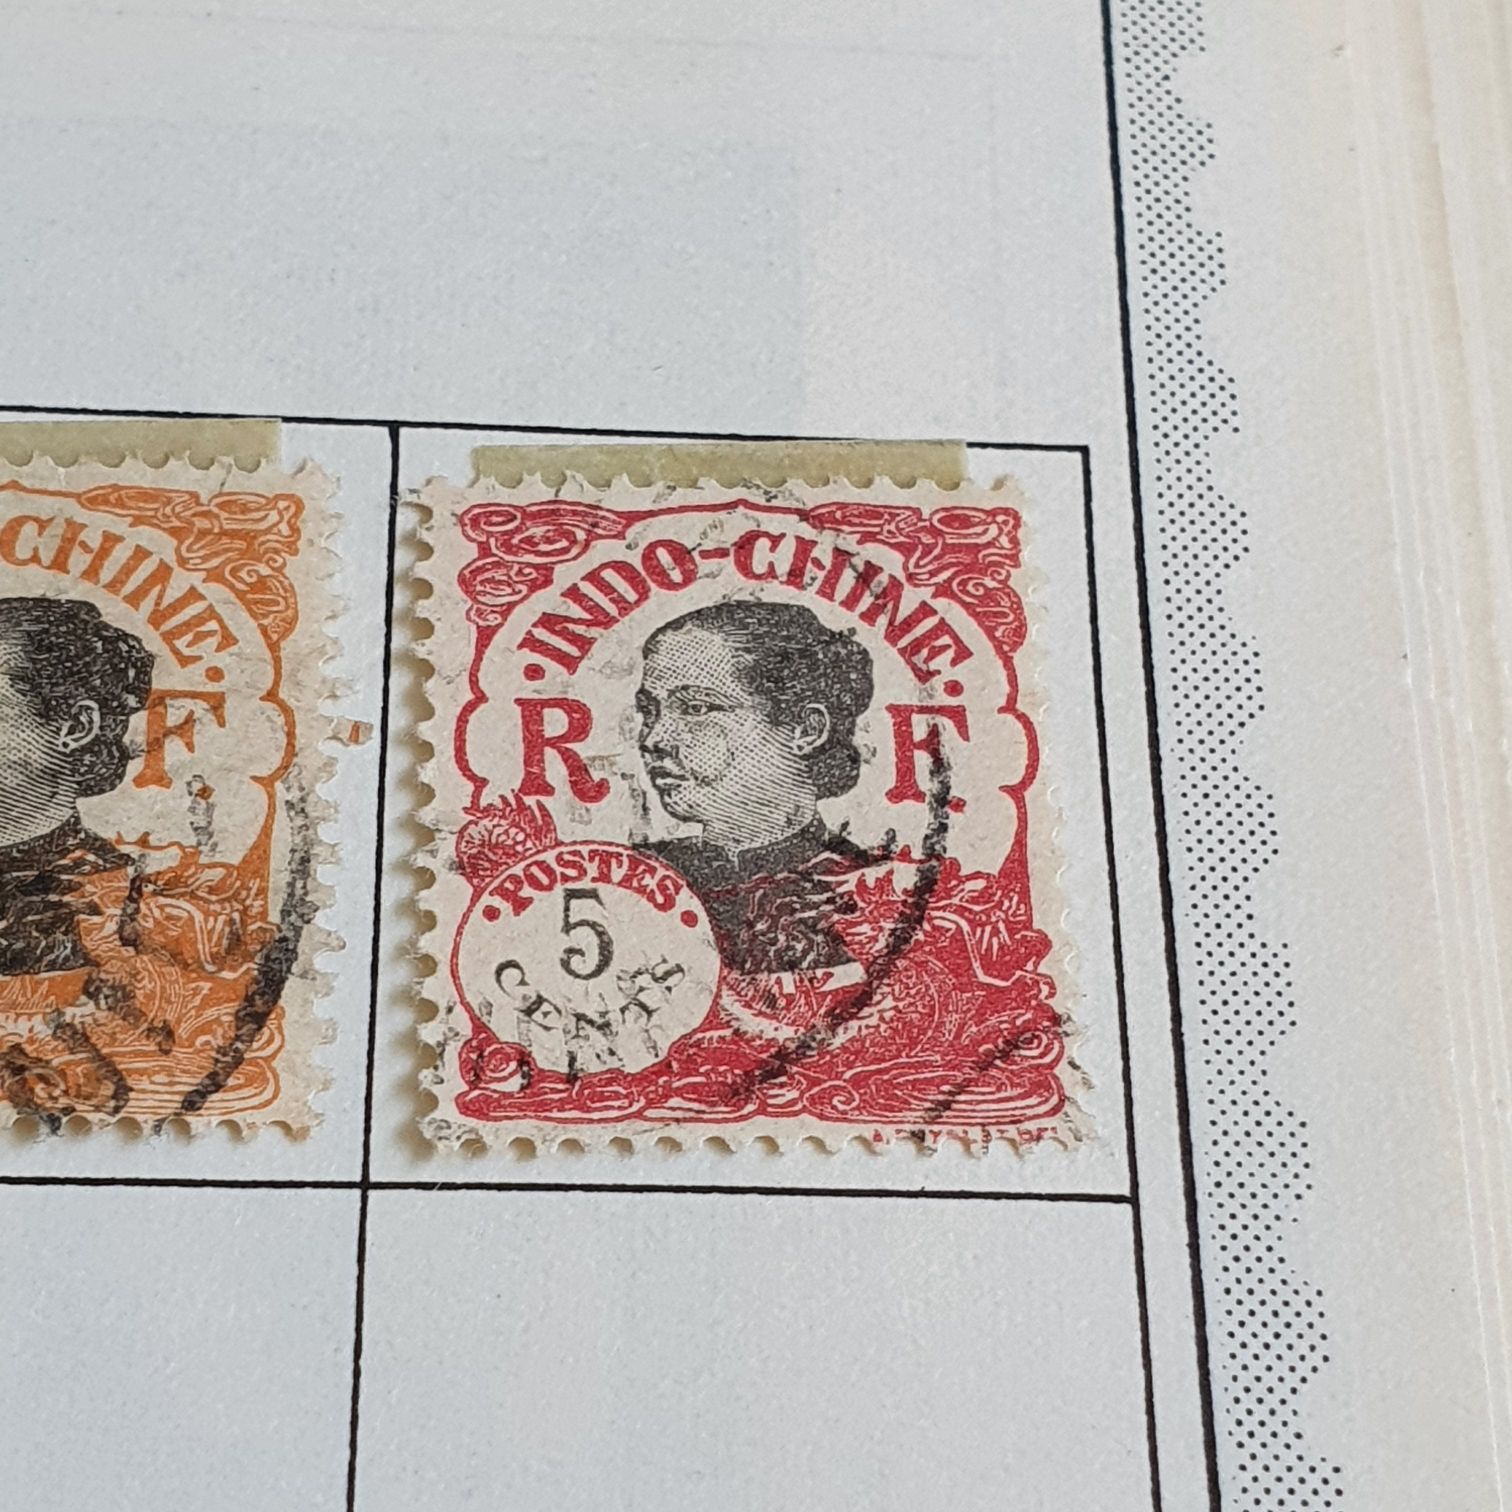 CHINE.
F.
INDO-CHINE.
R F.
POSTES
5
CENTS